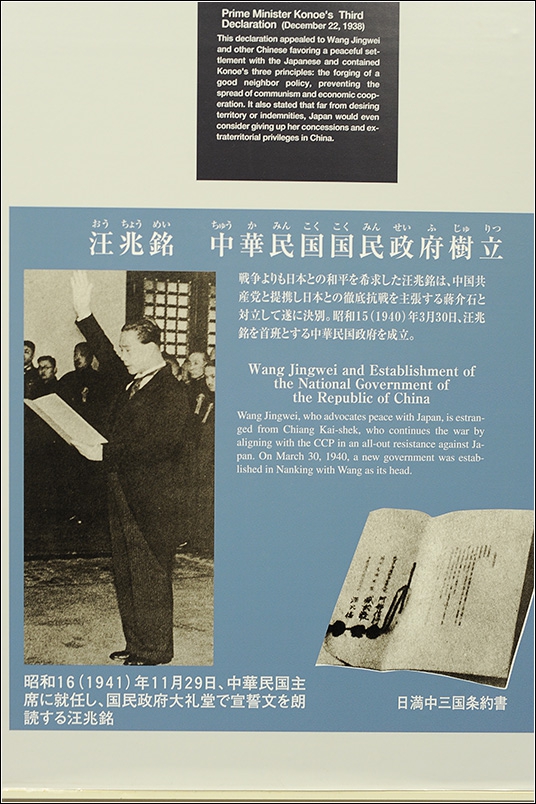 Prime Minister Konoe's Third
Declaration (December 22, 1938)
This declaration appealed to Wang Jingwei
and other Chinese favoring a peaceful set-
tlement with the Japanese and contained
Konoe's three principles: the forging of a
good neighbor policy, preventing the
spread of communism and economic coop-
eration. It also stated that far from desiring
territory or indemnities, Japan would even
consider giving up her concessions and ex-
traterritorial privileges in China.
おう ちょう めい ちゅう か みん こく こく みん せい ふ じゅ りつ
汪兆銘 中華民国国民政府樹立
戦争よりも日本との和平を希求した汪兆銘は、中国共
産党と提携し日本との徹底抗戦を主張する蔣介石と
対立して遂に決別。昭和15(1940)年3月30日、汪兆
銘を首班とする中華民国政府を成立。
Wang Jingwei and Establishment of
the National Government of
the Republic of China
Wang Jingwei, who advocates peace with Japan, is estran-
ged from Chiang Kai-shek, who continues the war by
aligning with the CCP in an all-out resistance against Ja-
pan. On March 30, 1940, a new government was estab-
lished in Nanking with Wang as its head.
昭和16(1941)年11月29日、中華民国主
席に就任し、国民政府大礼堂で宣誓文を朗
読する汪兆銘
日満中三国条約書